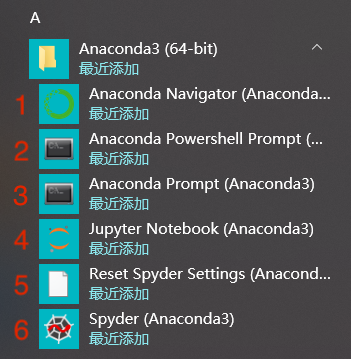 A
Anaconda3 (64-bit)
最近添加
1 Anaconda Navigator (Anaconda...
最近添加
2 Anaconda Powershell Prompt (...
最近添加
3 Anaconda Prompt (Anaconda3)
最近添加
4 Jupyter Notebook (Anaconda3)
最近添加
5 Reset Spyder Settings (Anacond...
最近添加
6 Spyder (Anaconda3)
最近添加